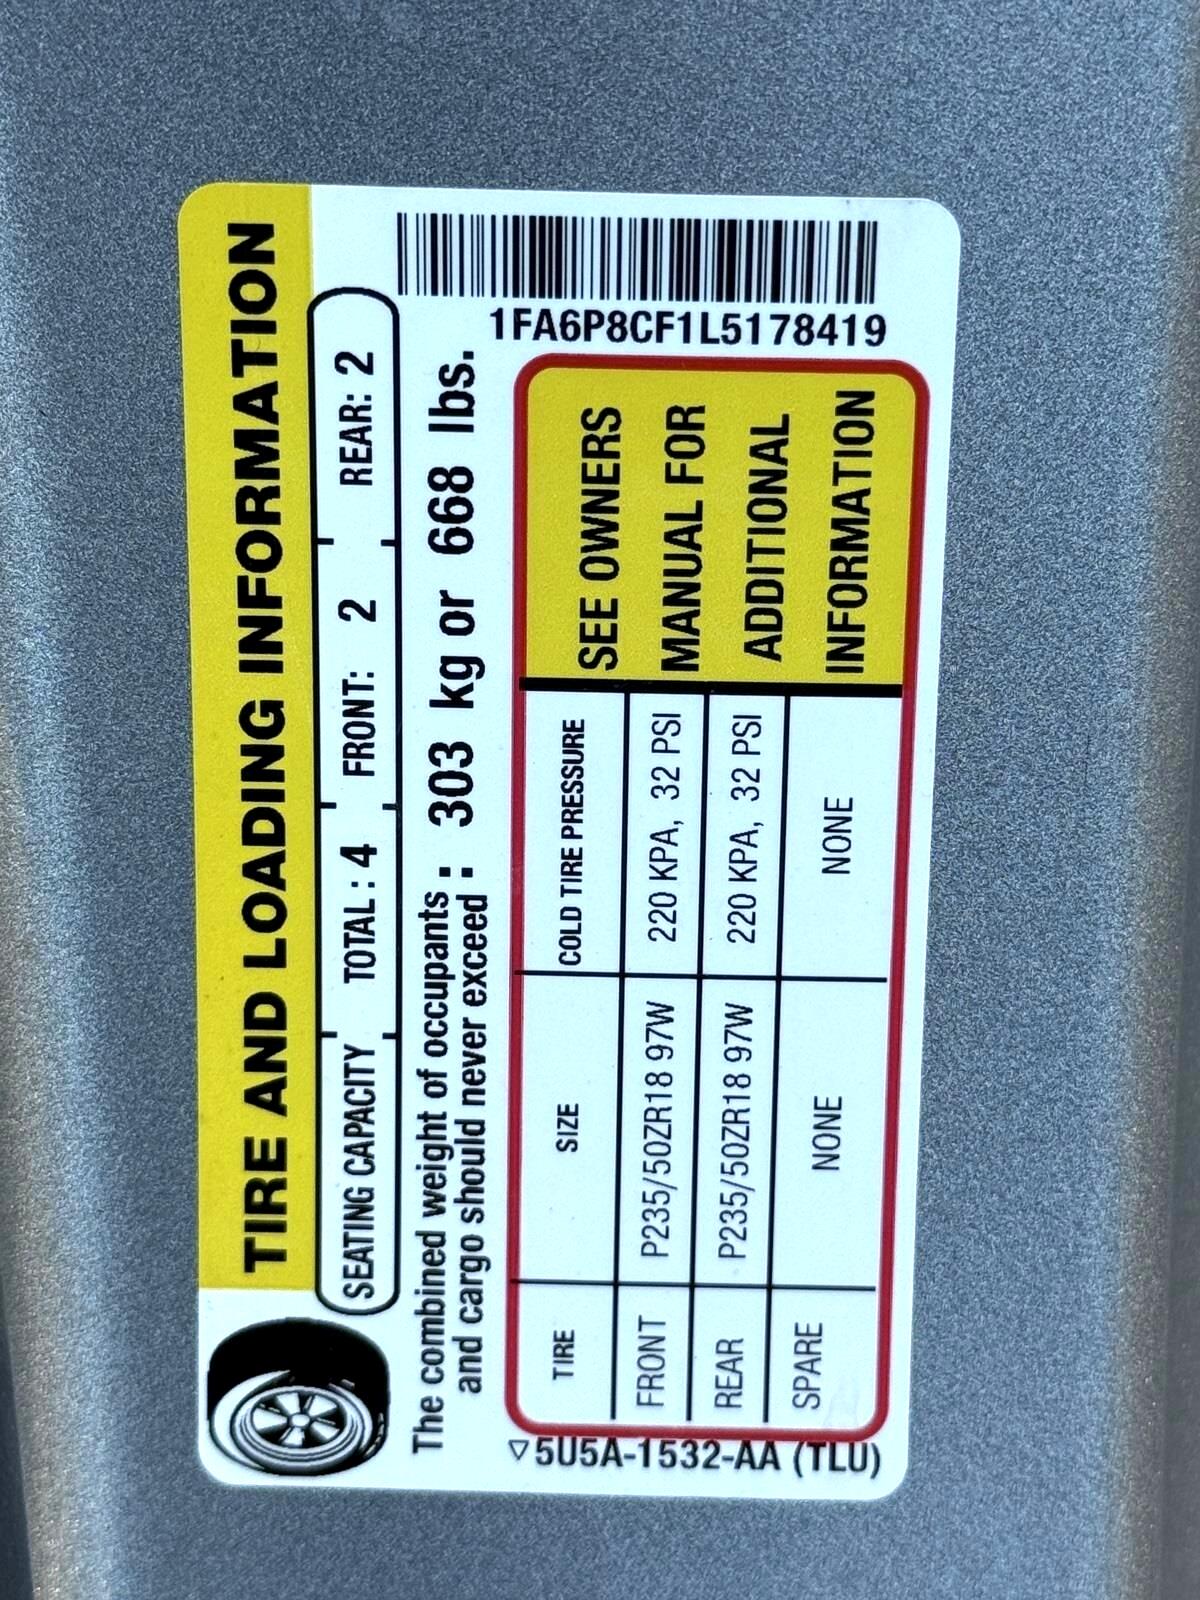 TIRE AND LOADING INFORMATION
SEATING CAPACITY TOTAL : 4 FRONT: 2 REAR: 2
The combined weight of occupants
and cargo should never exceed : 303 kg or 668 lbs.
TIRE SIZE COLD TIRE PRESSURE
FRONT P235/50ZR18 97W 220 KPA, 32 PSI
REAR P235/50ZR18 97W 220 KPA, 32 PSI
SPARE NONE NONE
SEE OWNERS
MANUAL FOR
ADDITIONAL
INFORMATION
5U5A-1532-AA (TLU)
1FA6P8CF1L5178419